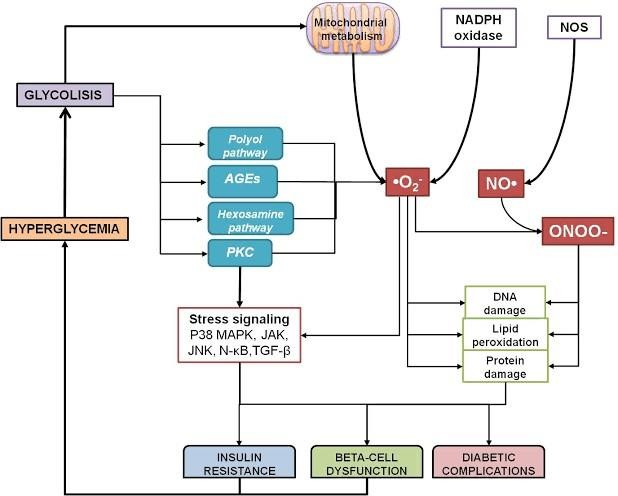 Mitochondrial
metabolism
NADPH
oxidase
NOS
GLYCOLISIS
Polyol
pathway
AGEs
•O₂⁻
NO•
Hexosamine
pathway
HYPERGLYCEMIA
ONOO-
PKC
DNA
damage
Stress signaling
P38 MAPK, JAK,
JNK, N-κB,TGF-β
Lipid
peroxidation
Protein
damage
INSULIN
RESISTANCE
BETA-CELL
DYSFUNCTION
DIABETIC
COMPLICATIONS